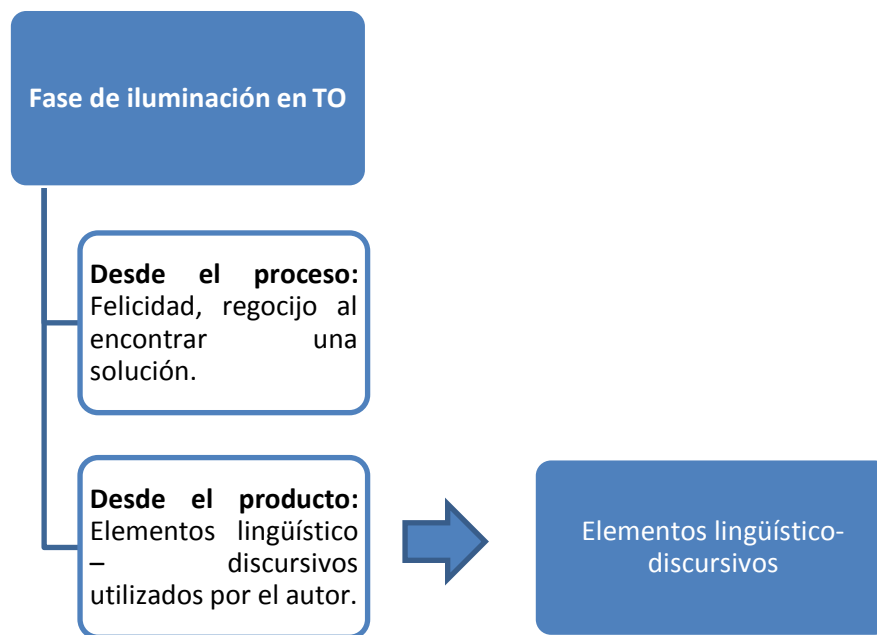 Fase de iluminación en TO
Desde el proceso:
Felicidad, regocijo al
encontrar una
solución.
Desde el producto:
Elementos lingüístico
– discursivos
utilizados por el autor.
Elementos lingüístico-
discursivos